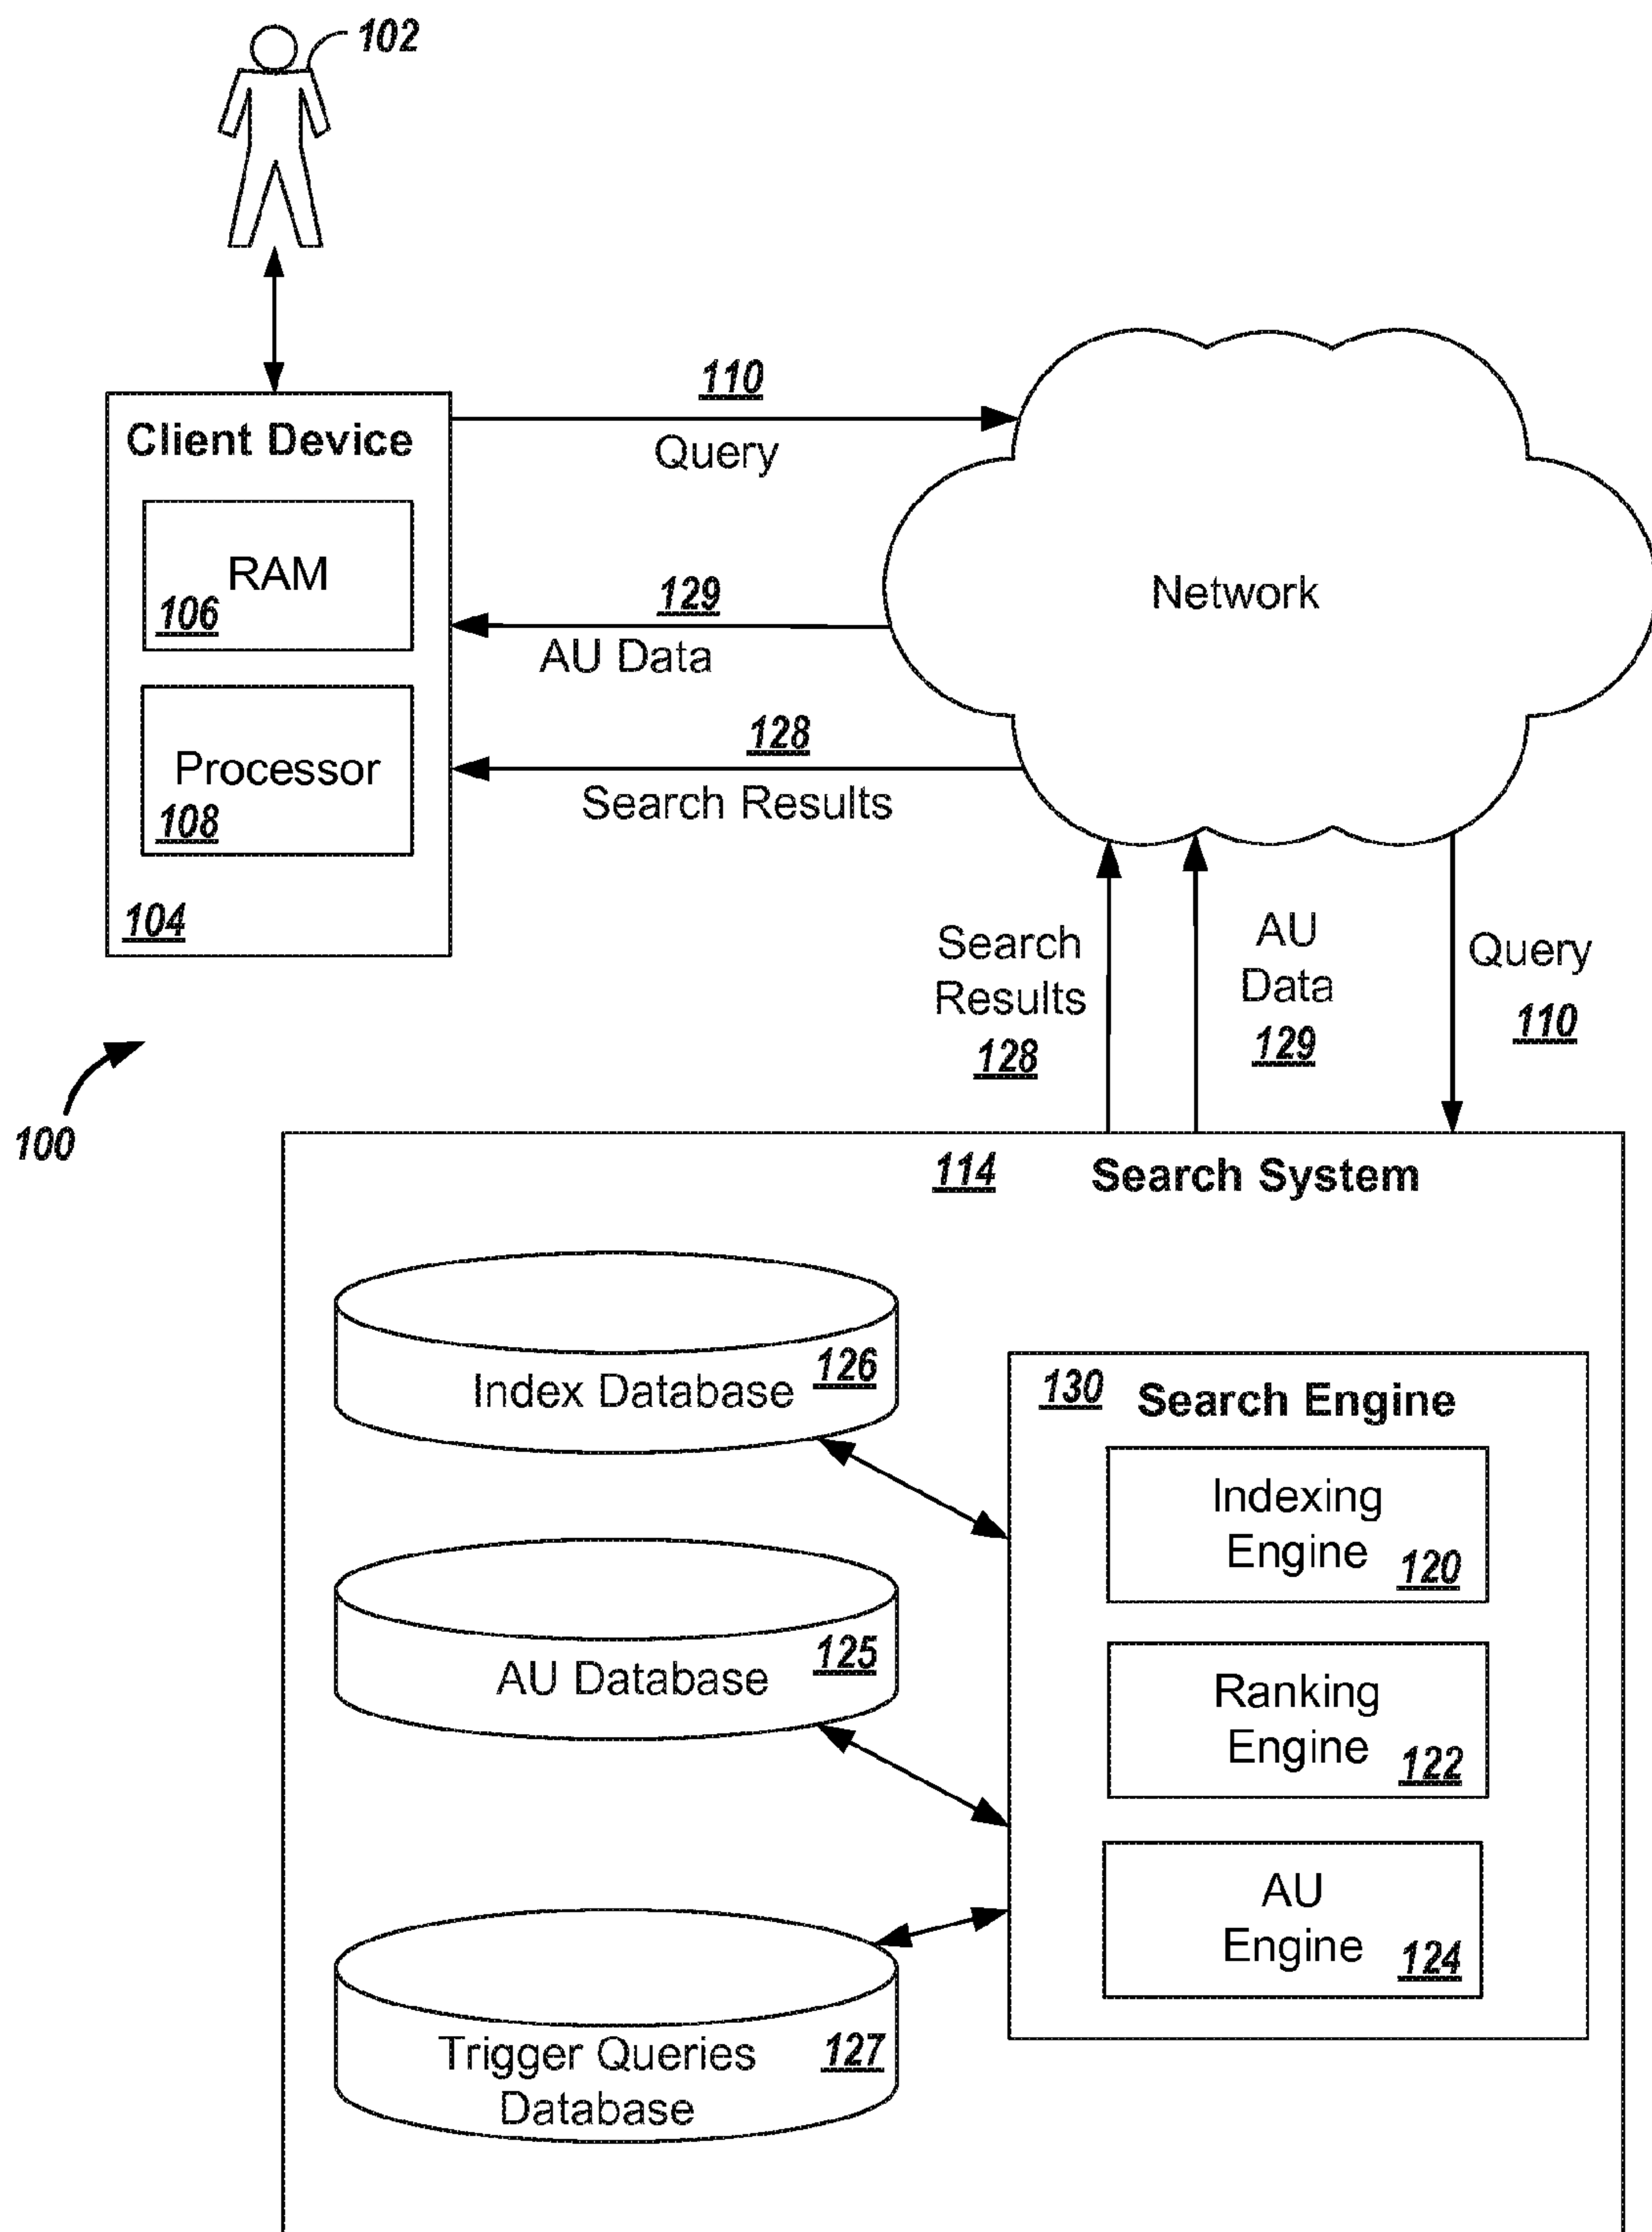 102
110
Client Device
Query
RAM
106
129
AU Data
Network
Processor
108
128
Search Results
104
Search
Results
128
AU
Data
129
Query
110
100
114
Search System
126
Index Database
130
Search Engine
Indexing
Engine
120
125
AU Database
Ranking
Engine
122
AU
Engine
124
Trigger Queries
Database
127